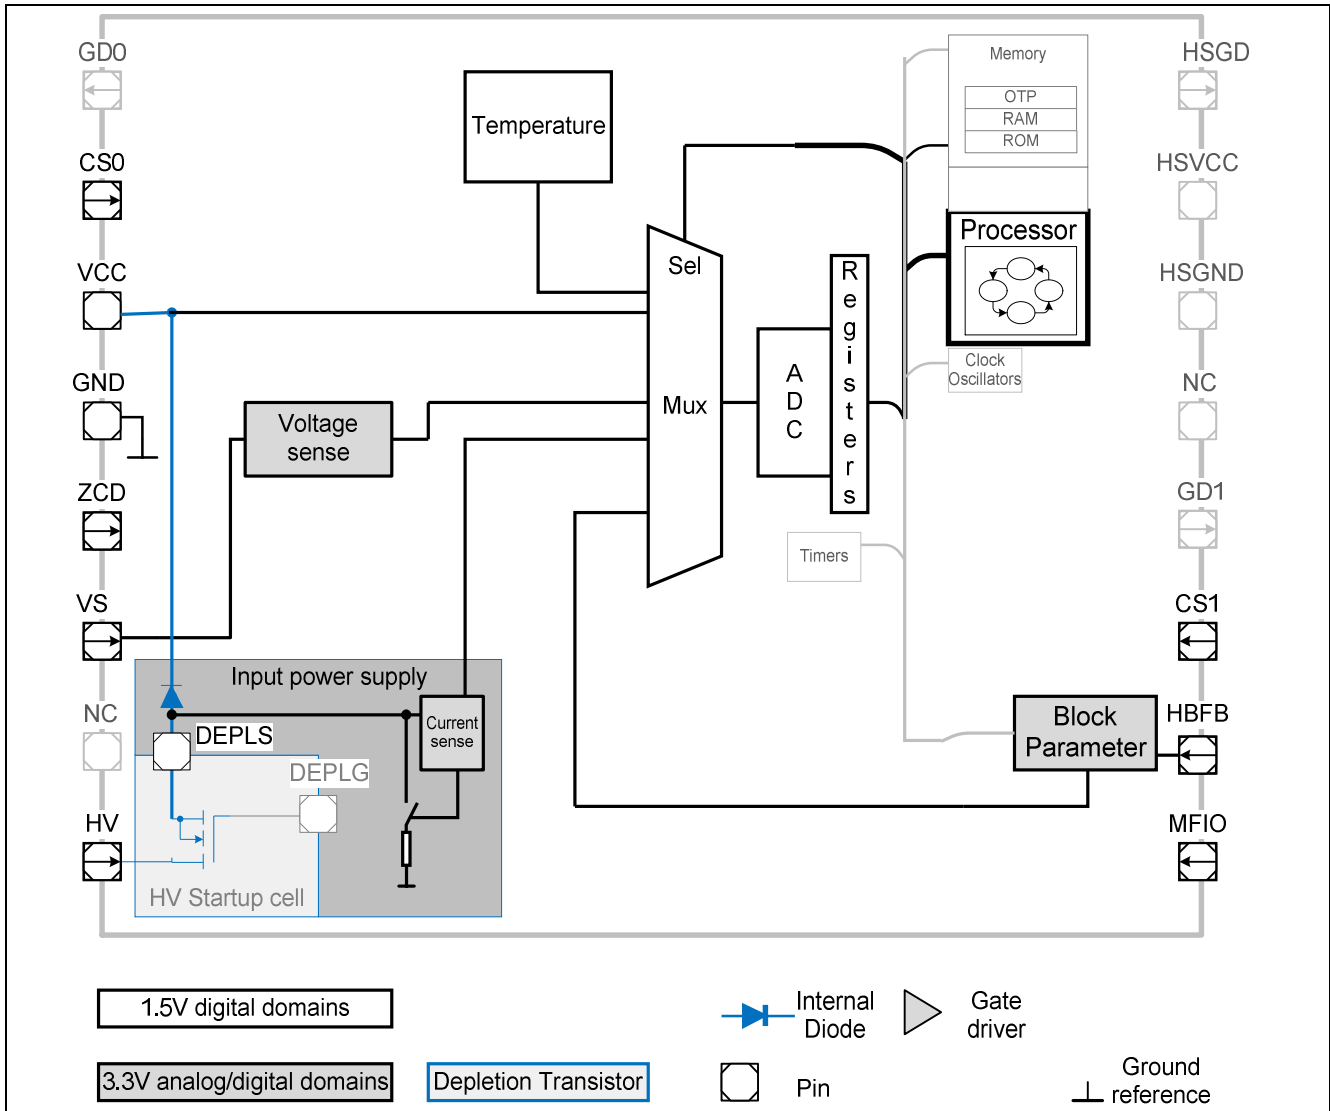 GD0
CS0
VCC
GND
ZCD
VS
NC
HV
Temperature
Voltage
sense
Input power supply
DEPLS
DEPLG
Current
sense
HV Startup cell
Sel
Mux
A
D
C
R
e
g
i
s
t
e
r
s
Memory
OTP
RAM
ROM
Processor
Clock
Oscillators
Timers
Block
Parameter
HSGD
HSVCC
HSGND
NC
GD1
CS1
HBFB
MFIO
1.5V digital domains
3.3V analog/digital domains
Depletion Transistor
Internal
Diode
Gate
driver
Pin
Ground
reference